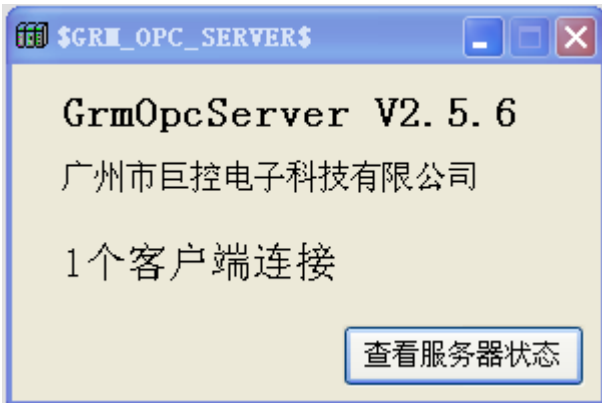 $GRM_OPC_SERVER$
GrmOpcServer V2.5.6
广州市巨控电子科技有限公司
1个客户端连接
查看服务器状态